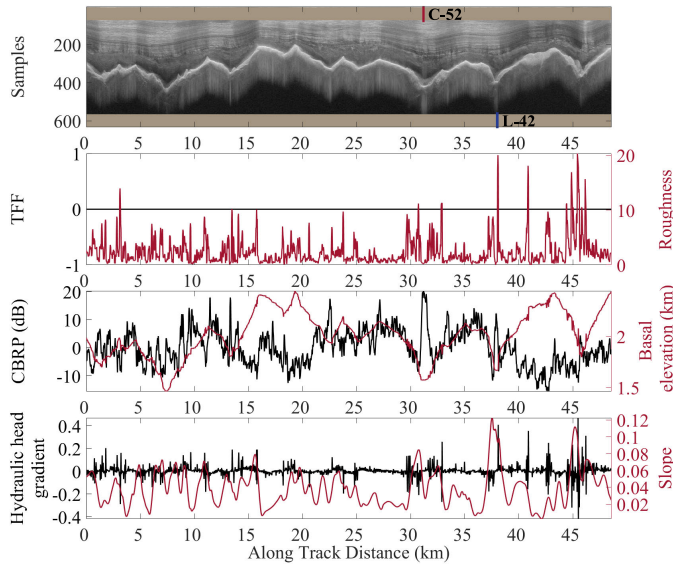 C-52
200
400
600
Samples
L-42
0 5 10 15 20 25 30 35 40 45
1
0
-1
TFF
20
10
0
Roughness
0 5 10 15 20 25 30 35 40 45
20
10
0
-10
CBRP (dB)
2
1.5
Basal
elevation (km)
0 5 10 15 20 25 30 35 40 45
0.4
0.2
0
-0.2
-0.4
Hydraulic head
gradient
0.12
0.10
0.08
0.06
0.04
0.02
Slope
0 5 10 15 20 25 30 35 40 45
Along Track Distance (km)